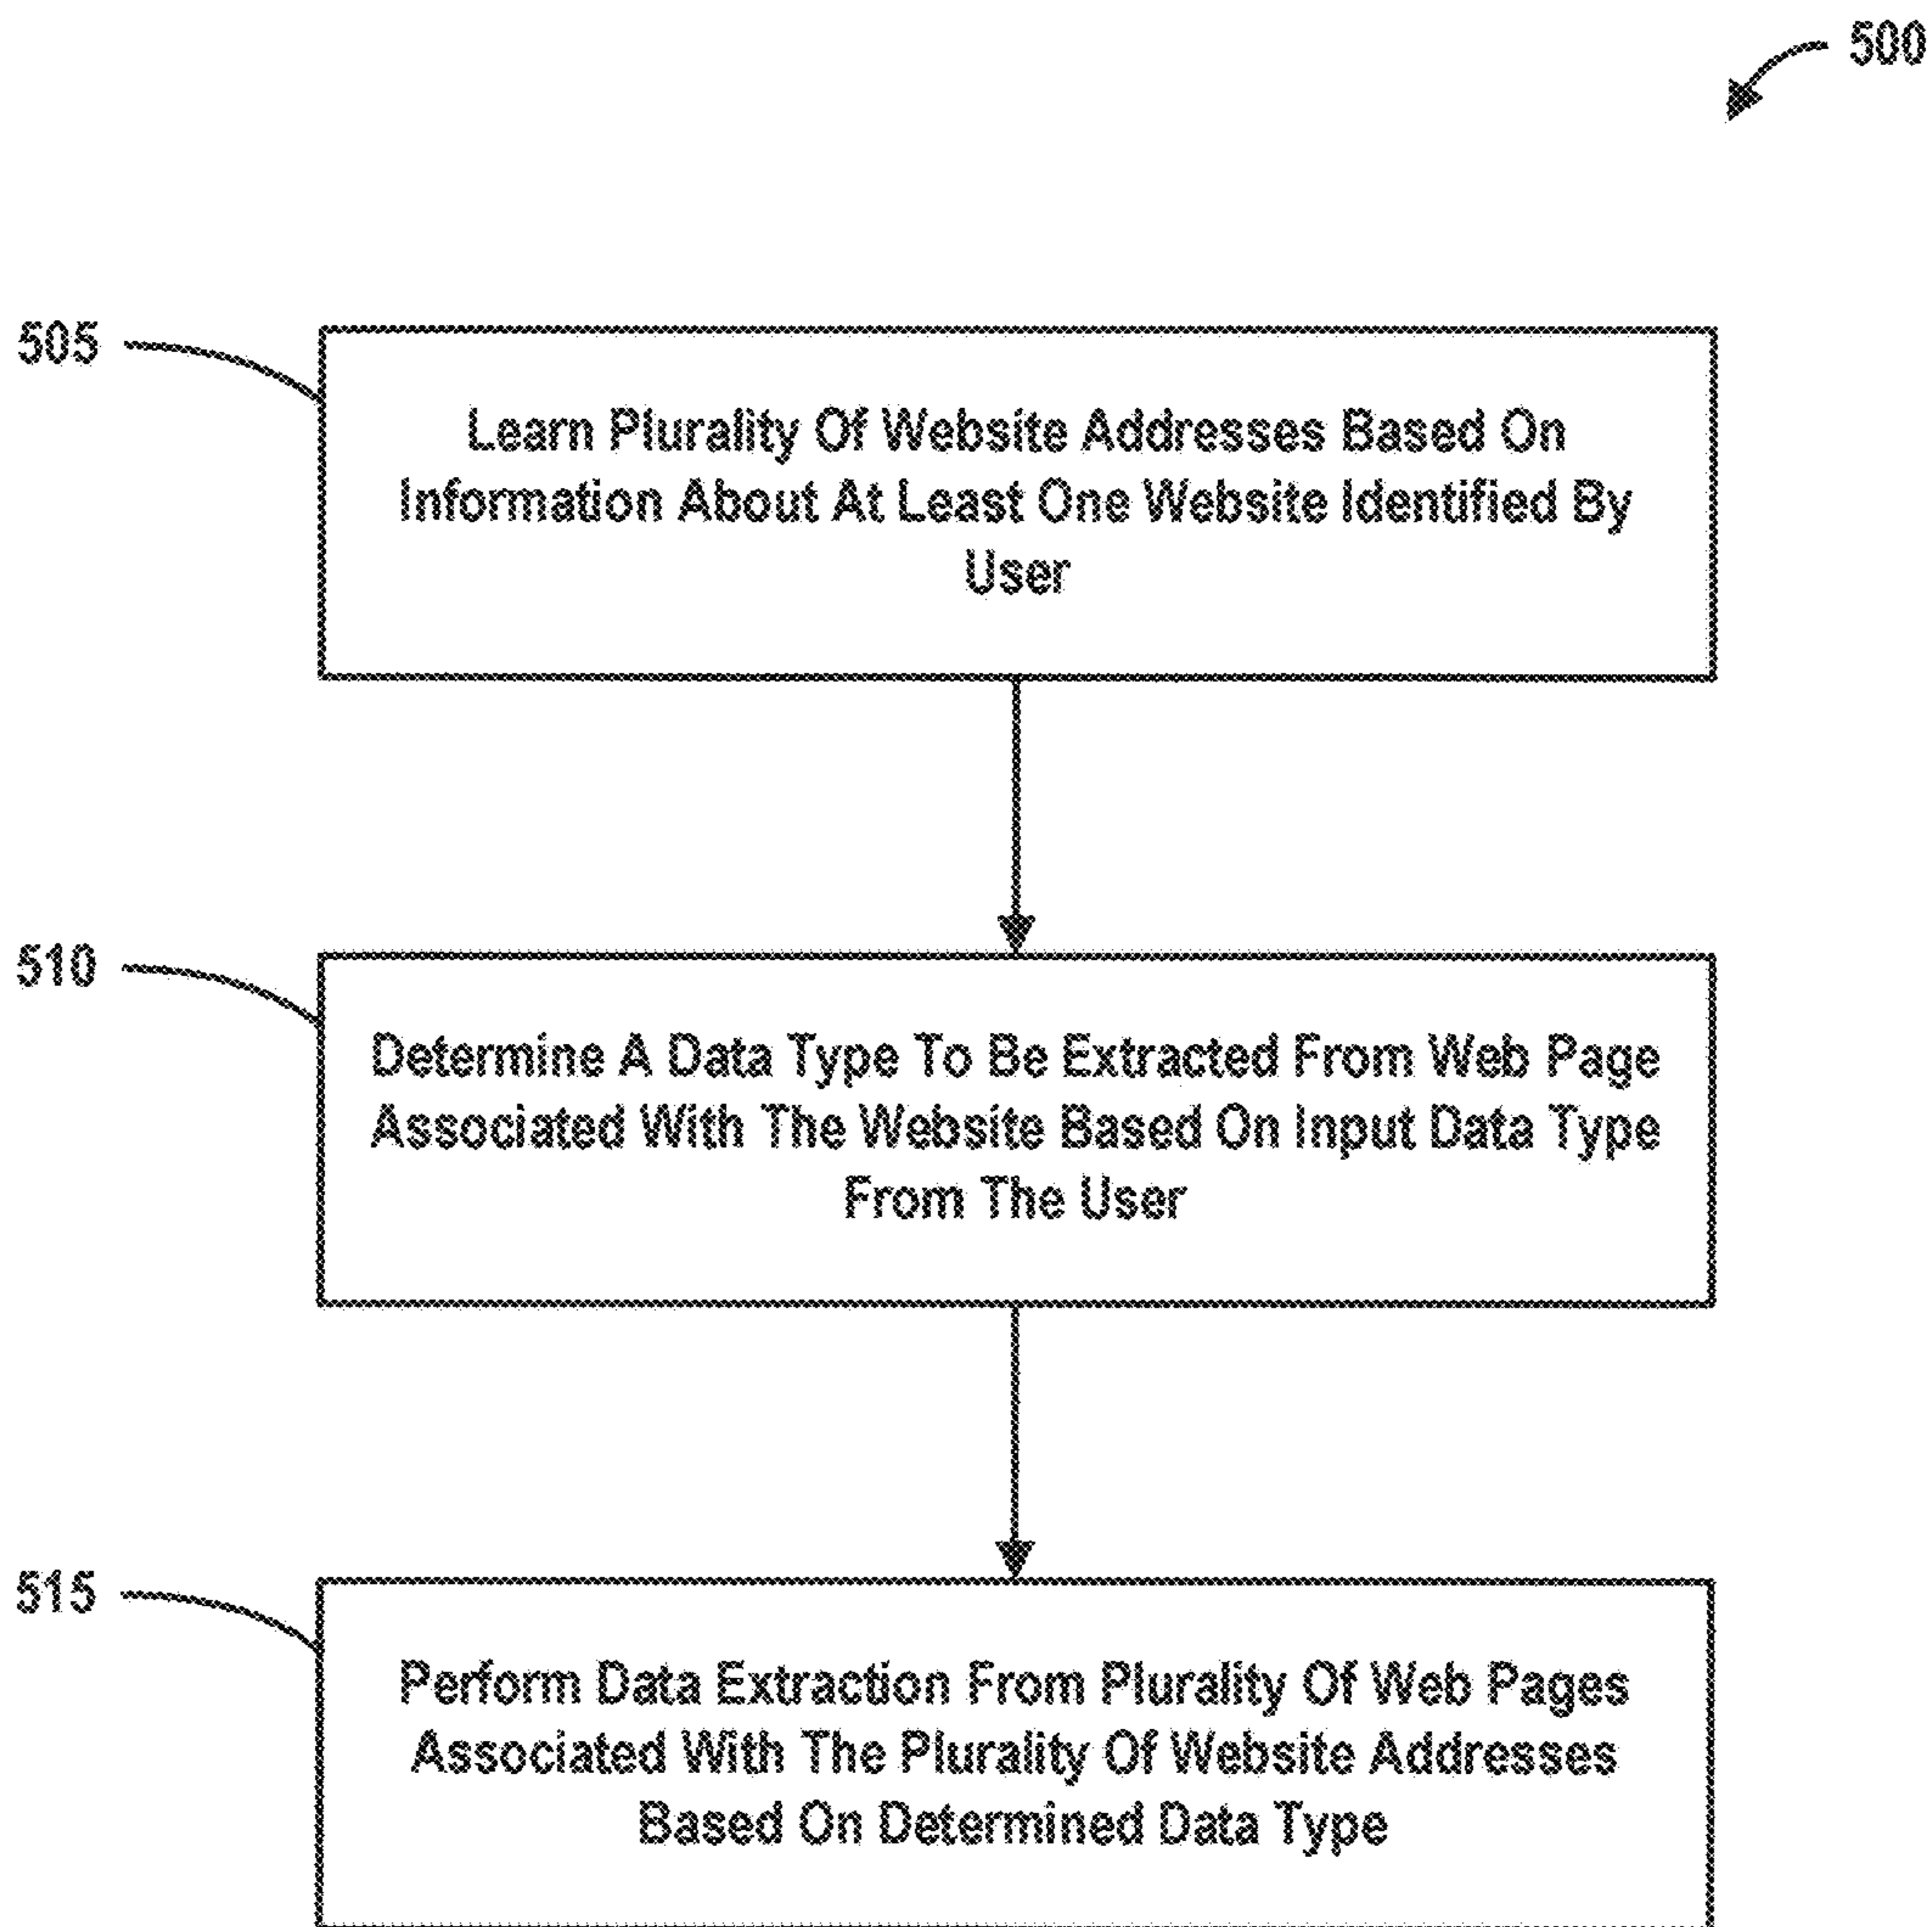 500
505
Learn Plurality Of Website Addresses Based On
Information About At Least One Website Identified By
User
510
Determine A Data Type To Be Extracted From Web Page
Associated With The Website Based On Input Data Type
From The User
515
Perform Data Extraction From Plurality Of Web Pages
Associated With The Plurality Of Website Addresses
Based On Determined Data Type